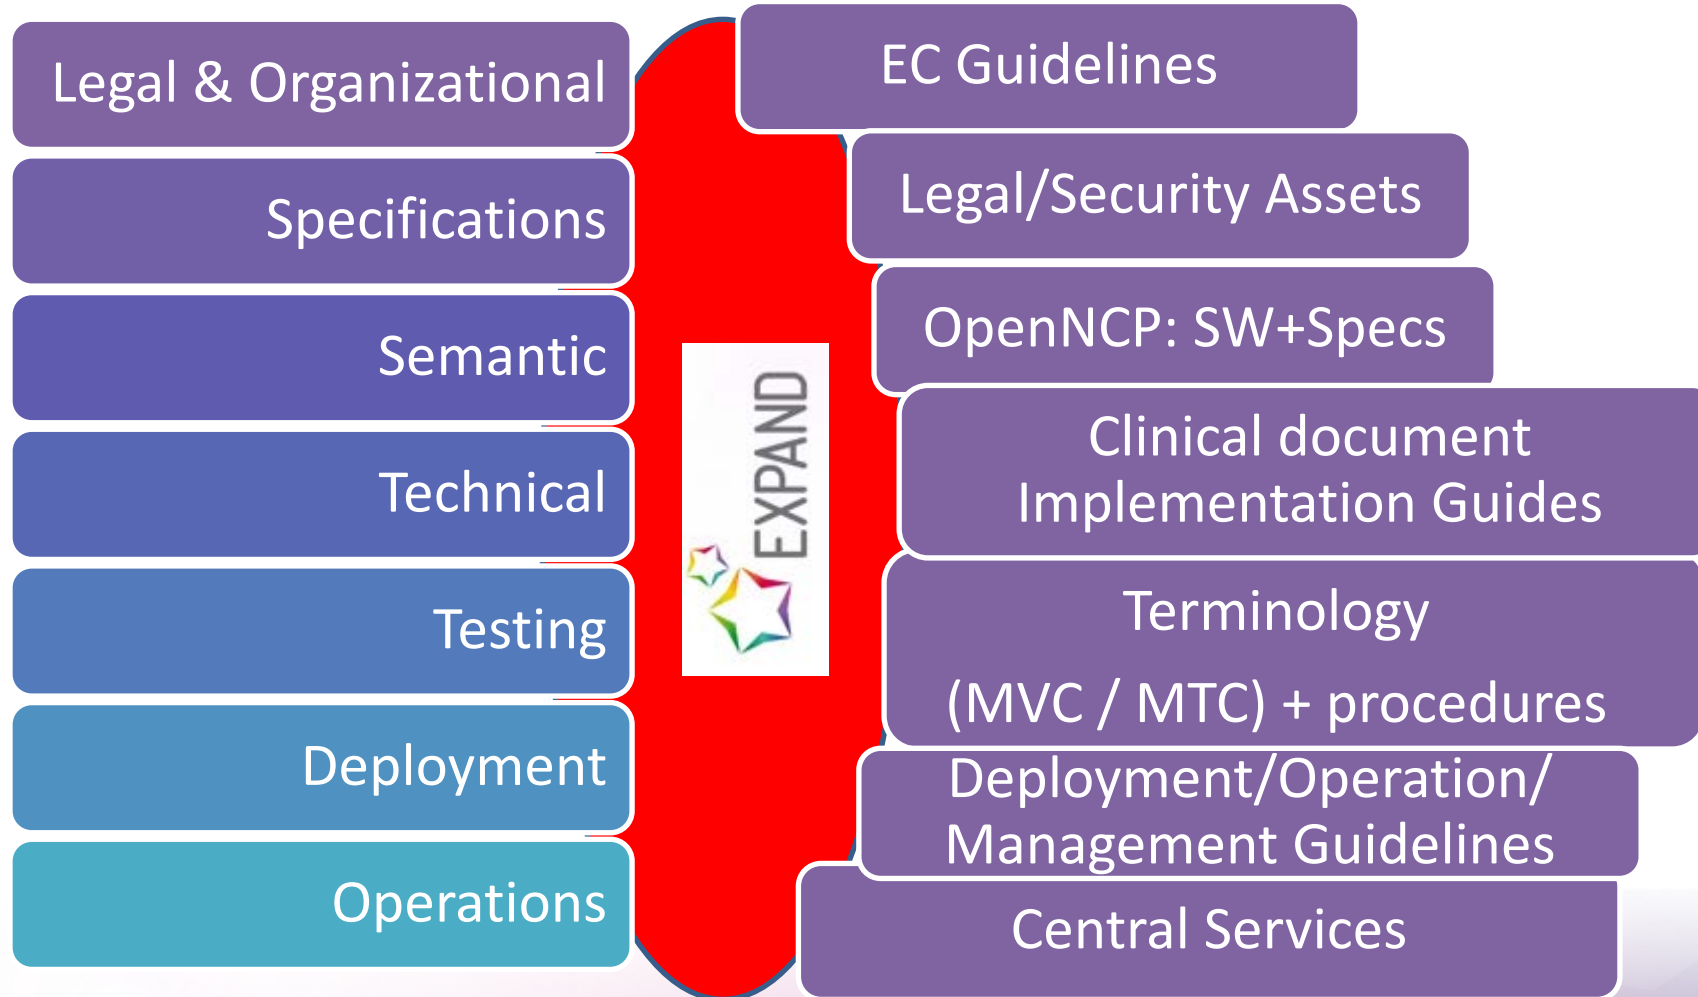 Legal & Organizational
Specifications
Semantic
Technical
Testing
Deployment
Operations
EXPAND
EC Guidelines
Legal/Security Assets
OpenNCP: SW+Specs
Clinical document
Implementation Guides
Terminology
(MVC / MTC) + procedures
Deployment/Operation/
Management Guidelines
Central Services